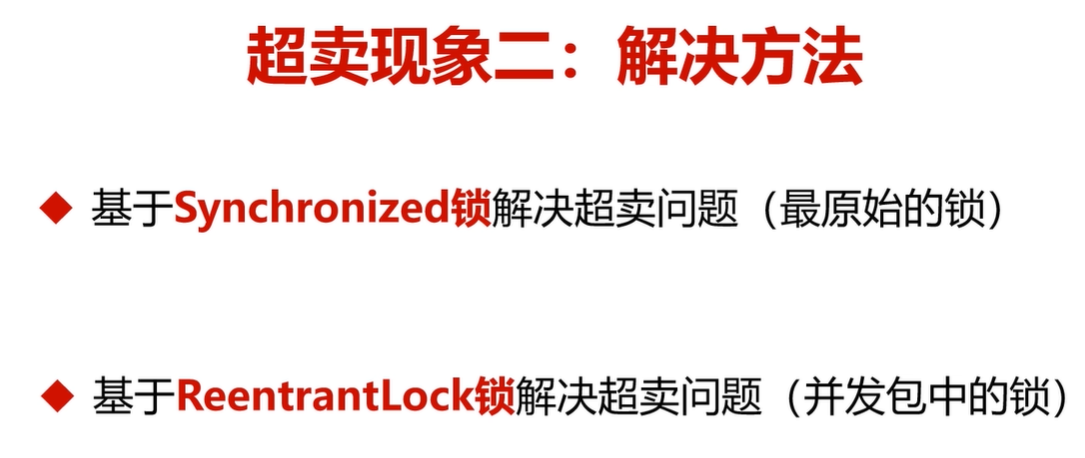 超卖现象二：解决方法
◆ 基于Synchronized锁解决超卖问题（最原始的锁）
◆ 基于ReentrantLock锁解决超卖问题（并发包中的锁）